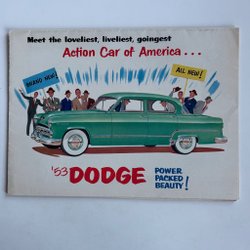 Meet the loveliest, liveliest, goingest
Action Car of America...
BRAND NEW!
ALL NEW!
'53 DODGE
POWER
PACKED
BEAUTY!